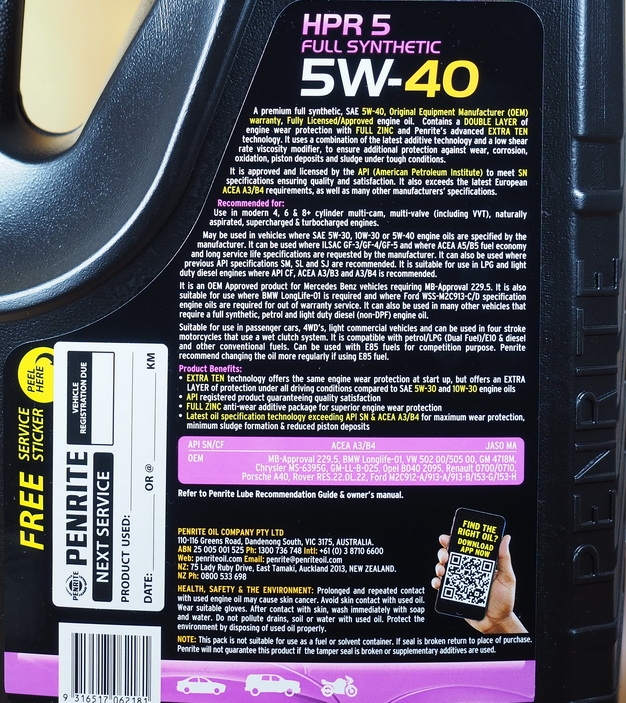 HPR 5
FULL SYNTHETIC
5W-40
A premium full synthetic, SAE 5W-40, Original Equipment Manufacturer (OEM)
warranty, Fully Licensed/Approved engine oil. Contains a DOUBLE LAYER of
engine wear protection with FULL ZINC and Penrite's advanced EXTRA TEN
technology. It uses a combination of the latest additive technology and a low shear
rate viscosity modifier, to ensure additional protection against wear, corrosion,
oxidation, piston deposits and sludge under tough conditions.
It is approved and licensed by the API (American Petroleum Institute) to meet SN
specifications ensuring quality and satisfaction. It also exceeds the latest European
ACEA A3/B4 requirements, as well as many other manufacturers' specifications.
Recommended for:
Use in modern 4, 6 & 8+ cylinder multi-cam, multi-valve (including VVT), naturally
aspirated, supercharged & turbocharged engines.
May be used in vehicles where SAE 5W-30, 10W-30 or 5W-40 engine oils are specified by the
manufacturer. It can be used where ILSAC GF-3/GF-4/GF-5 and where ACEA A5/B5 fuel economy
and long service life specifications are requested by the manufacturer. It can also be used where
previous API specifications SM, SL and SJ are recommended. It is suitable for use in LPG and light
duty diesel engines where API CF, ACEA A3/B3 and A3/B4 is recommended.
It is an OEM Approved product for Mercedes Benz vehicles requiring MB-Approval 229.5. It is also
suitable for use where BMW LongLife-01 is required and where Ford WSS-M2C913-C/D specification
engine oils are required for out of warranty service. It can also be used in many other vehicles that
require a full synthetic, petrol and light duty diesel (non-DPF) engine oil.
Suitable for use in passenger cars, 4WD's, light commercial vehicles and can be used in four stroke
motorcycles that use a wet clutch system. It is compatible with petrol/LPG (Dual Fuel)/E10 & diesel
and other conventional fuels. Can be used with E85 fuels for competition purpose. Penrite
recommend changing the oil more regularly if using E85 fuel.
Product Benefits:
• EXTRA TEN technology offers the same engine wear protection at start up, but offers an EXTRA
LAYER of protection under all driving conditions compared to SAE 5W-30 and 10W-30 engine oils
• API registered product guaranteeing quality satisfaction
• FULL ZINC anti-wear additive package for superior engine wear protection
• Latest oil specification technology exceeding API SN & ACEA A3/B4 for maximum wear protection,
minimum sludge formation & reduced piston deposits
API SN/CF ACEA A3/B4 JASO MA
OEM MB-Approval 229.5, BMW Longlife-01, VW 502 00/505 00, GM 4718M,
Chrysler MS-6395G, GM-LL-B-025, Opel B040 2095, Renault 0700/0710,
Porsche A40, Rover RES.22.OL.22, Ford M2C912-A/913-A/913-B/153-G/153-H
Refer to Penrite Lube Recommendation Guide & owner's manual.
PENRITE OIL COMPANY PTY LTD
110-116 Greens Road, Dandenong South, VIC 3175, AUSTRALIA.
ABN 25 005 001 525 Ph: 1300 736 748 Intl: +61 (0) 3 8710 6600
Web: penriteoil.com Email: penrite@penriteoil.com
NZ: 75 Lady Ruby Drive, East Tamaki, Auckland 2013, NEW ZEALAND.
NZ Ph: 0800 533 698
HEALTH, SAFETY & THE ENVIRONMENT: Prolonged and repeated contact
with used engine oil may cause skin cancer. Avoid skin contact with used oil.
Wear suitable gloves. After contact with skin, wash immediately with soap
and water. Do not pollute drains, soil or water with used oil. Protect the
environment by disposing of used oil properly.
NOTE: This pack is not suitable for use as a fuel or solvent container. If seal is broken return to place of purchase.
Penrite will not guarantee this product if the tamper seal is broken or supplementary additives are used.
FIND THE
RIGHT OIL?
DOWNLOAD
APP NOW
FREE SERVICE
STICKER
PEEL
HERE
PENRITE
PENRITE
NEXT SERVICE
VEHICLE
REGISTRATION DUE
PRODUCT USED:
DATE: OR @ KM
9 316517 062181
PENRITE